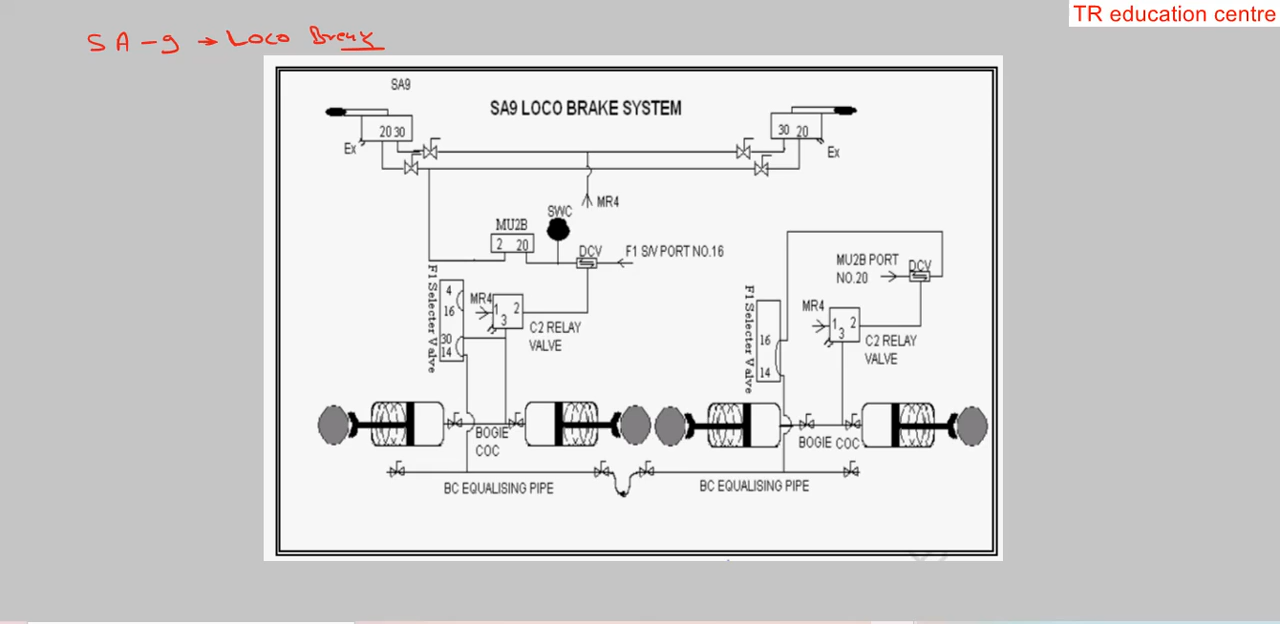 TR education centre
SA-9 → Loco Break
SA9
SA9 LOCO BRAKE SYSTEM
20 30
30 20
Ex
Ex
MR4
SWC
MU2B
2 20
DCV
F1 S/V PORT NO.16
MU2B PORT
NO.20
DCV
F1 Selecter Valve
4
16
30
14
MR4
1 2
3
C2 RELAY
VALVE
F1 Selecter Valve
16
14
MR4
1 2
3
C2 RELAY
VALVE
BOGIE
COC
BOGIE COC
BC EQUALISING PIPE
BC EQUALISING PIPE